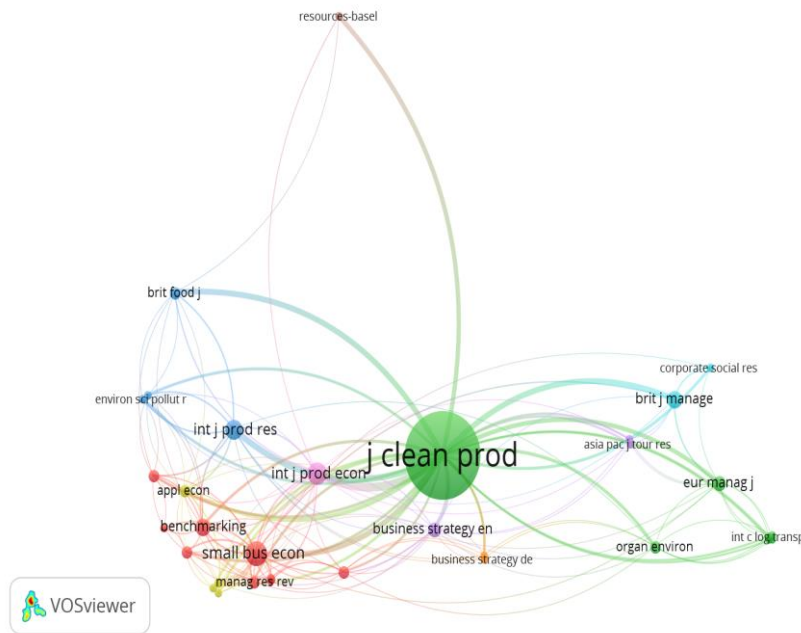 resources-basel
brit food j
corporate social res
environ sci pollut r
brit j manage
int j prod res
asia pac j tour res
j clean prod
int j prod econ
eur manag j
appl econ
benchmarking
business strategy en
int c log transp
organ environ
small bus econ
business strategy de
manag res rev
VOSviewer